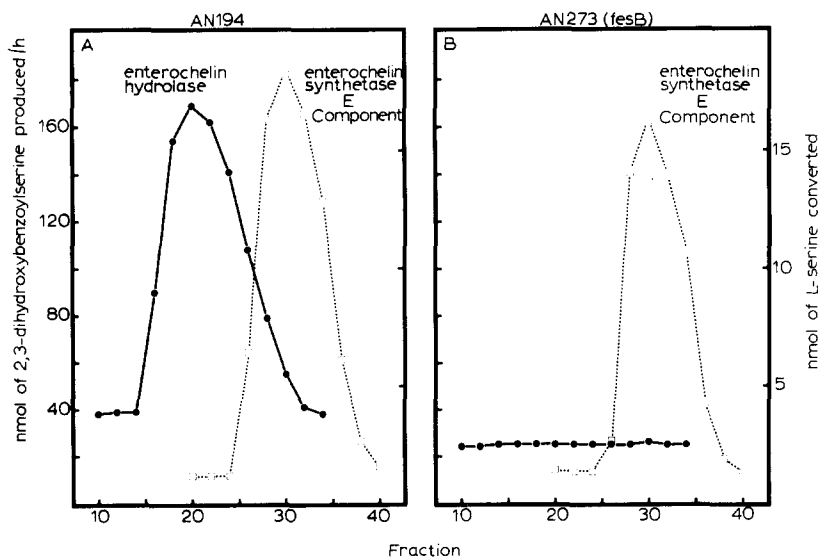 AN194
AN273 (fesB)
A
B
enterochelin
hydrolase
enterochelin
synthetase
E
Component
enterochelin
synthetase
E
Component
nmol of 2,3-dihydroxybenzoylserine produced/h
160
120
80
40
15
10
5
nmol of L-serine converted
10 20 30 40
10 20 30 40
Fraction